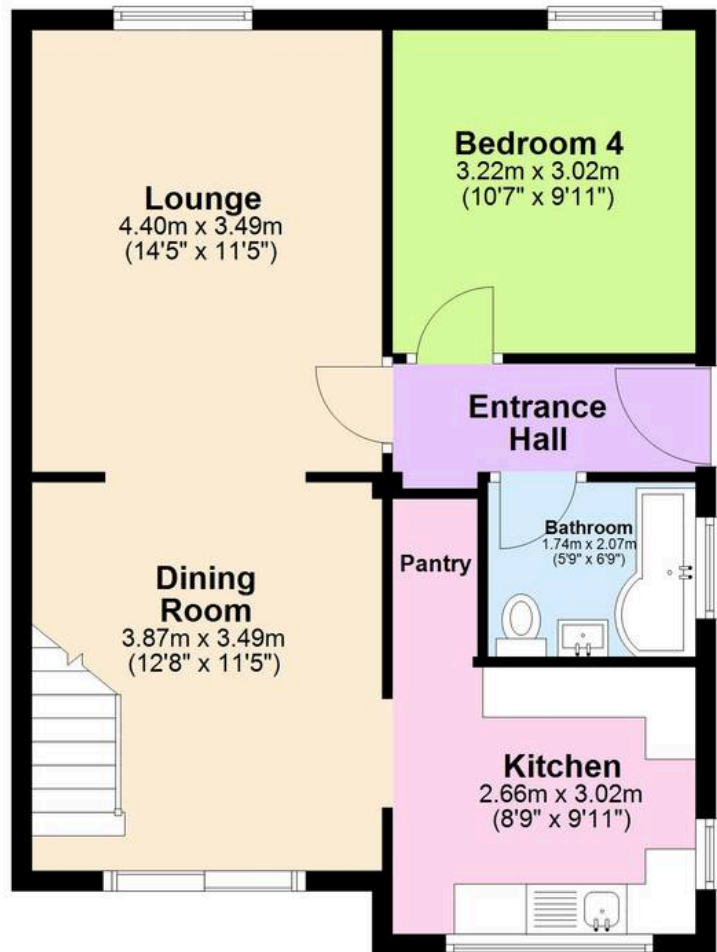 Lounge
4.40m x 3.49m
(14'5" x 11'5")
Bedroom 4
3.22m x 3.02m
(10'7" x 9'11")
Entrance
Hall
Bathroom
1.74m x 2.07m
(5'9" x 6'9")
Pantry
Dining
Room
3.87m x 3.49m
(12'8" x 11'5")
Kitchen
2.66m x 3.02m
(8'9" x 9'11")